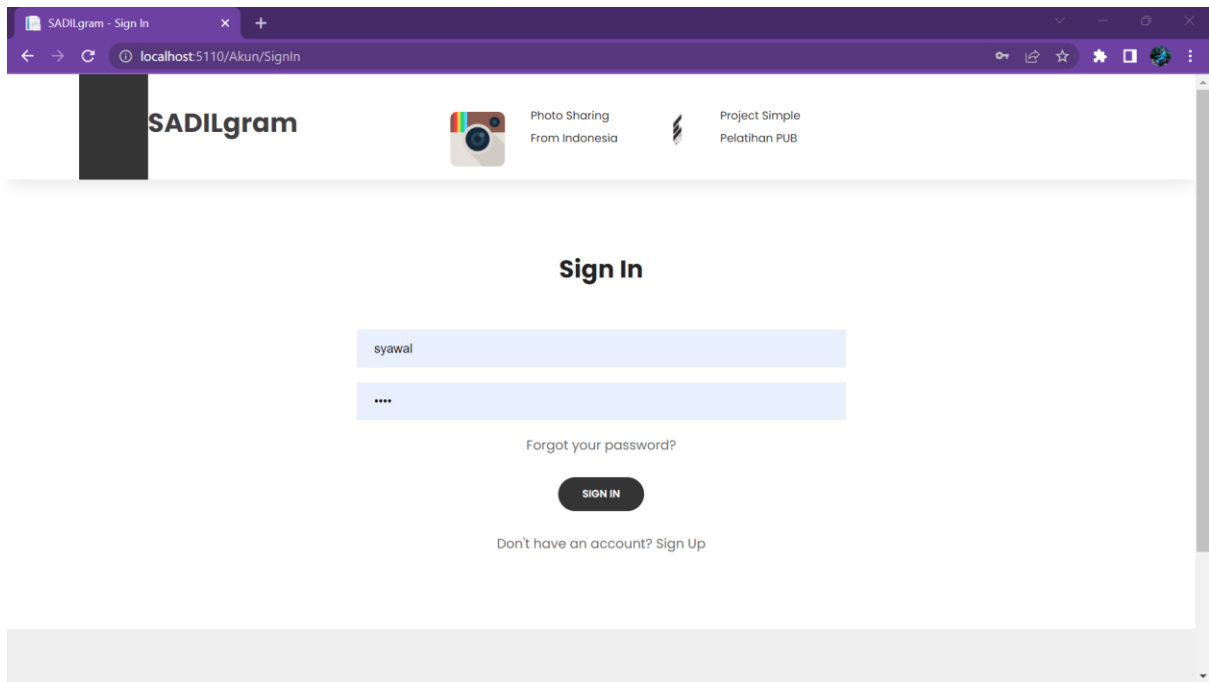 SADILgram - Sign In
localhost:5110/Akun/SignIn
SADILgram
Photo Sharing
From Indonesia
Project Simple
Pelatihan PUB
Sign In
syawal
••••
Forgot your password?
SIGN IN
Don't have an account? Sign Up